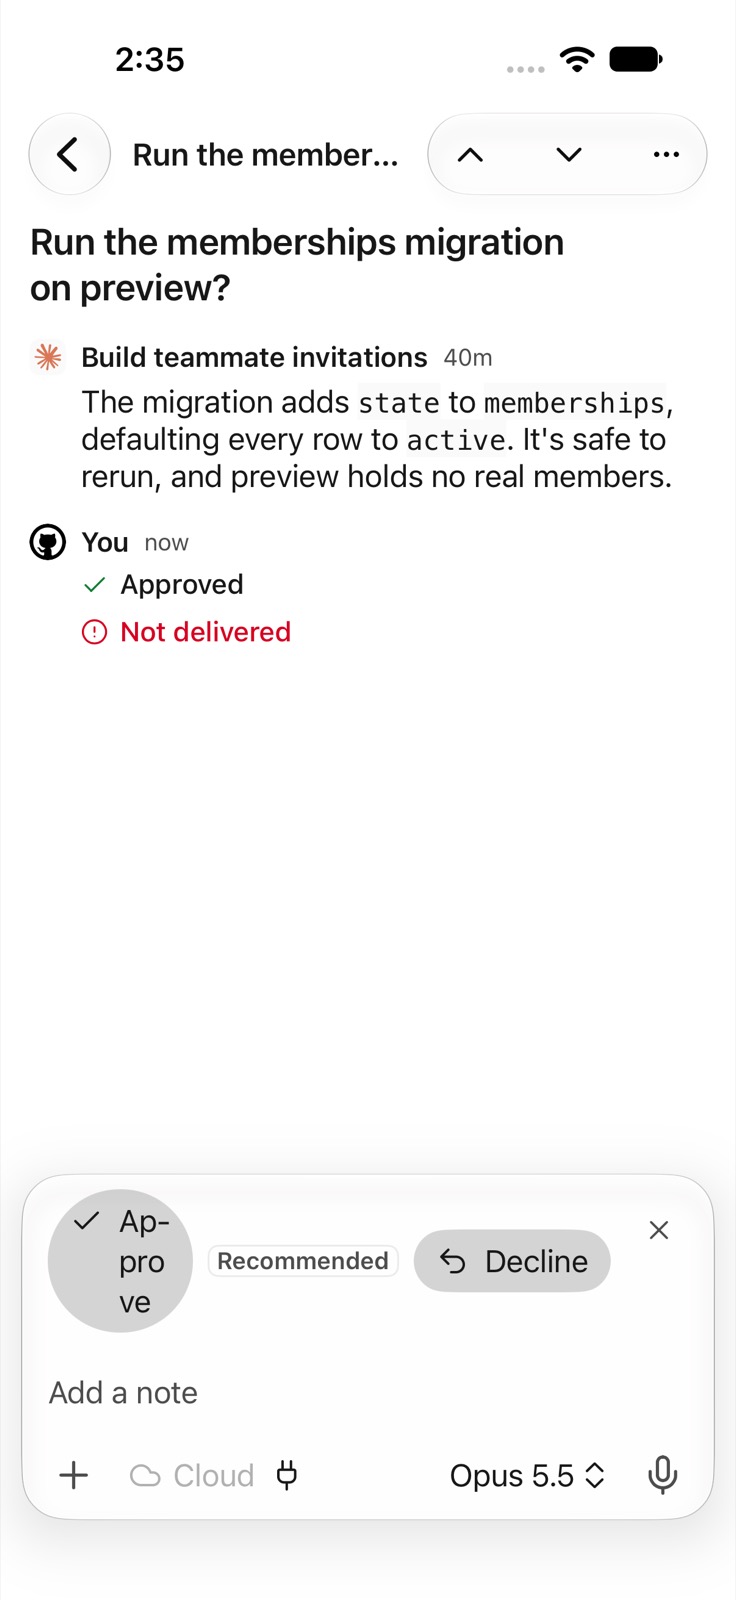 2:35
Run the member...
Run the memberships migration
on preview?
Build teammate invitations 40m
The migration adds state to memberships,
defaulting every row to active. It's safe to
rerun, and preview holds no real members.
You now
Approved
Not delivered
Ap-
pro
ve
Recommended
Decline
Add a note
Cloud
Opus 5.5